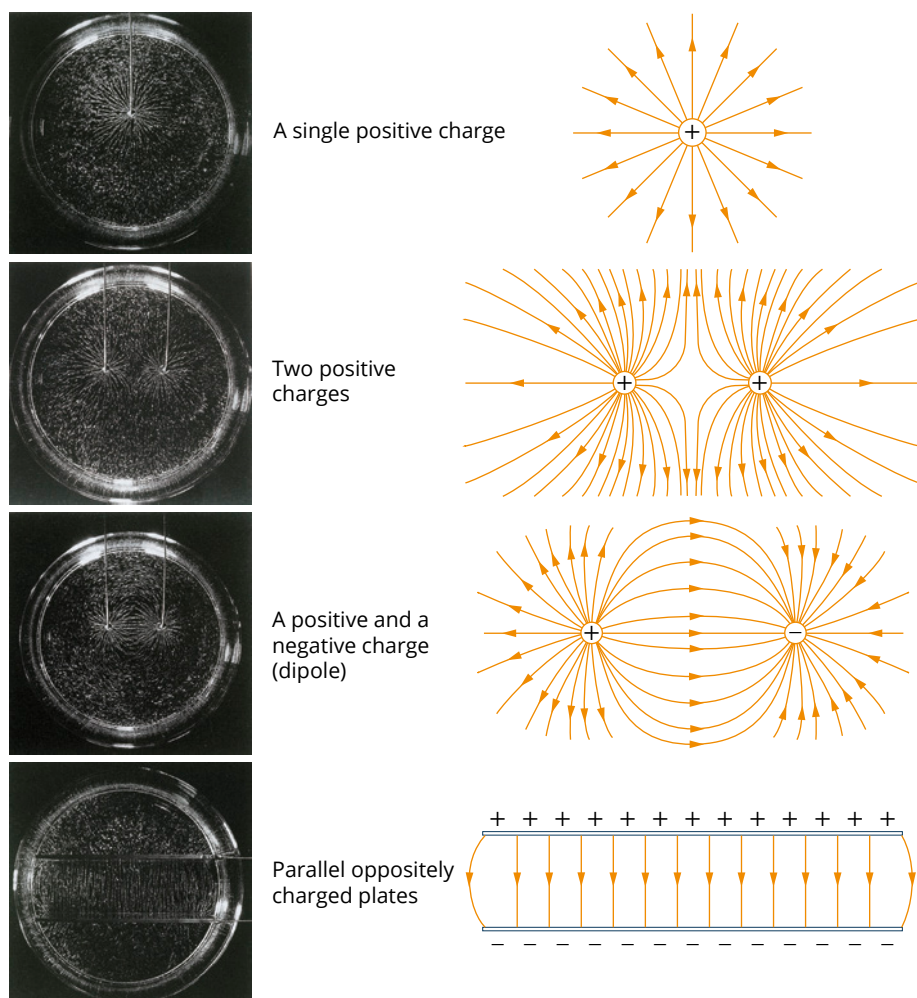 A single positive charge
+
Two positive
charges
+ +
A positive and a
negative charge
(dipole)
+ −
+ + + + + + + + + + + + +
Parallel oppositely
charged plates
− − − − − − − − − − − − −